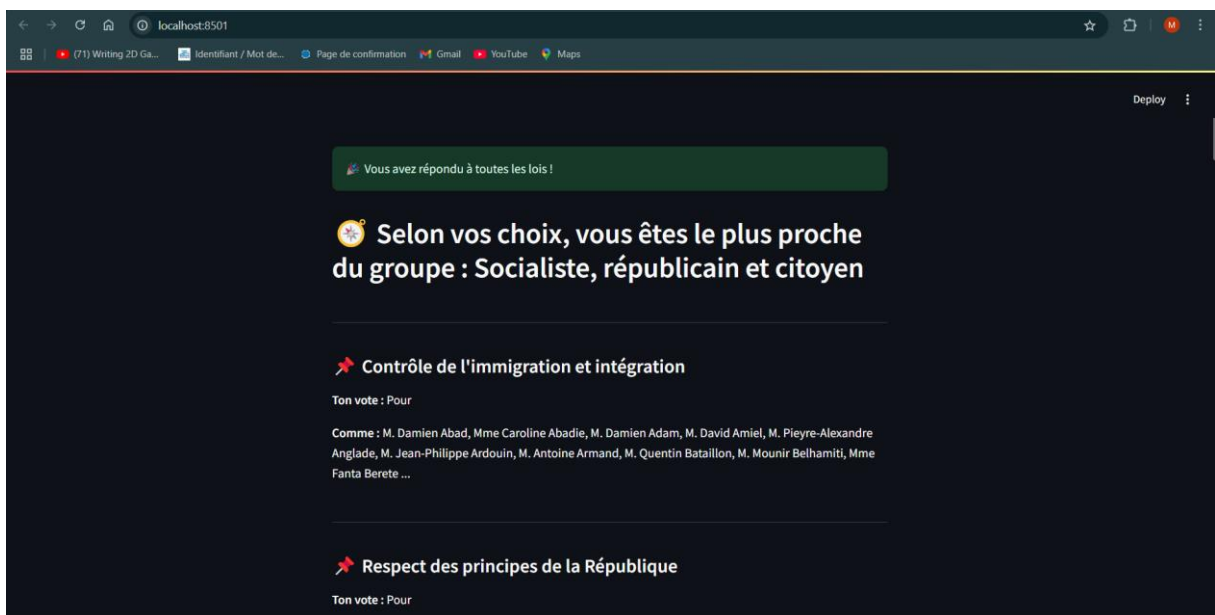 localhost:8501
(71) Writing 2D Ga...
Identifiant / Mot de...
Page de confirmation
Gmail
YouTube
Maps
M
Deploy
🎉 Vous avez répondu à toutes les lois !
🧭 Selon vos choix, vous êtes le plus proche
du groupe : Socialiste, républicain et citoyen
📌 Contrôle de l'immigration et intégration
Ton vote : Pour
Comme : M. Damien Abad, Mme Caroline Abadie, M. Damien Adam, M. David Amiel, M. Pieyre-Alexandre
Anglade, M. Jean-Philippe Ardouin, M. Antoine Armand, M. Quentin Bataillon, M. Mounir Belhamiti, Mme
Fanta Berete ...
📌 Respect des principes de la République
Ton vote : Pour